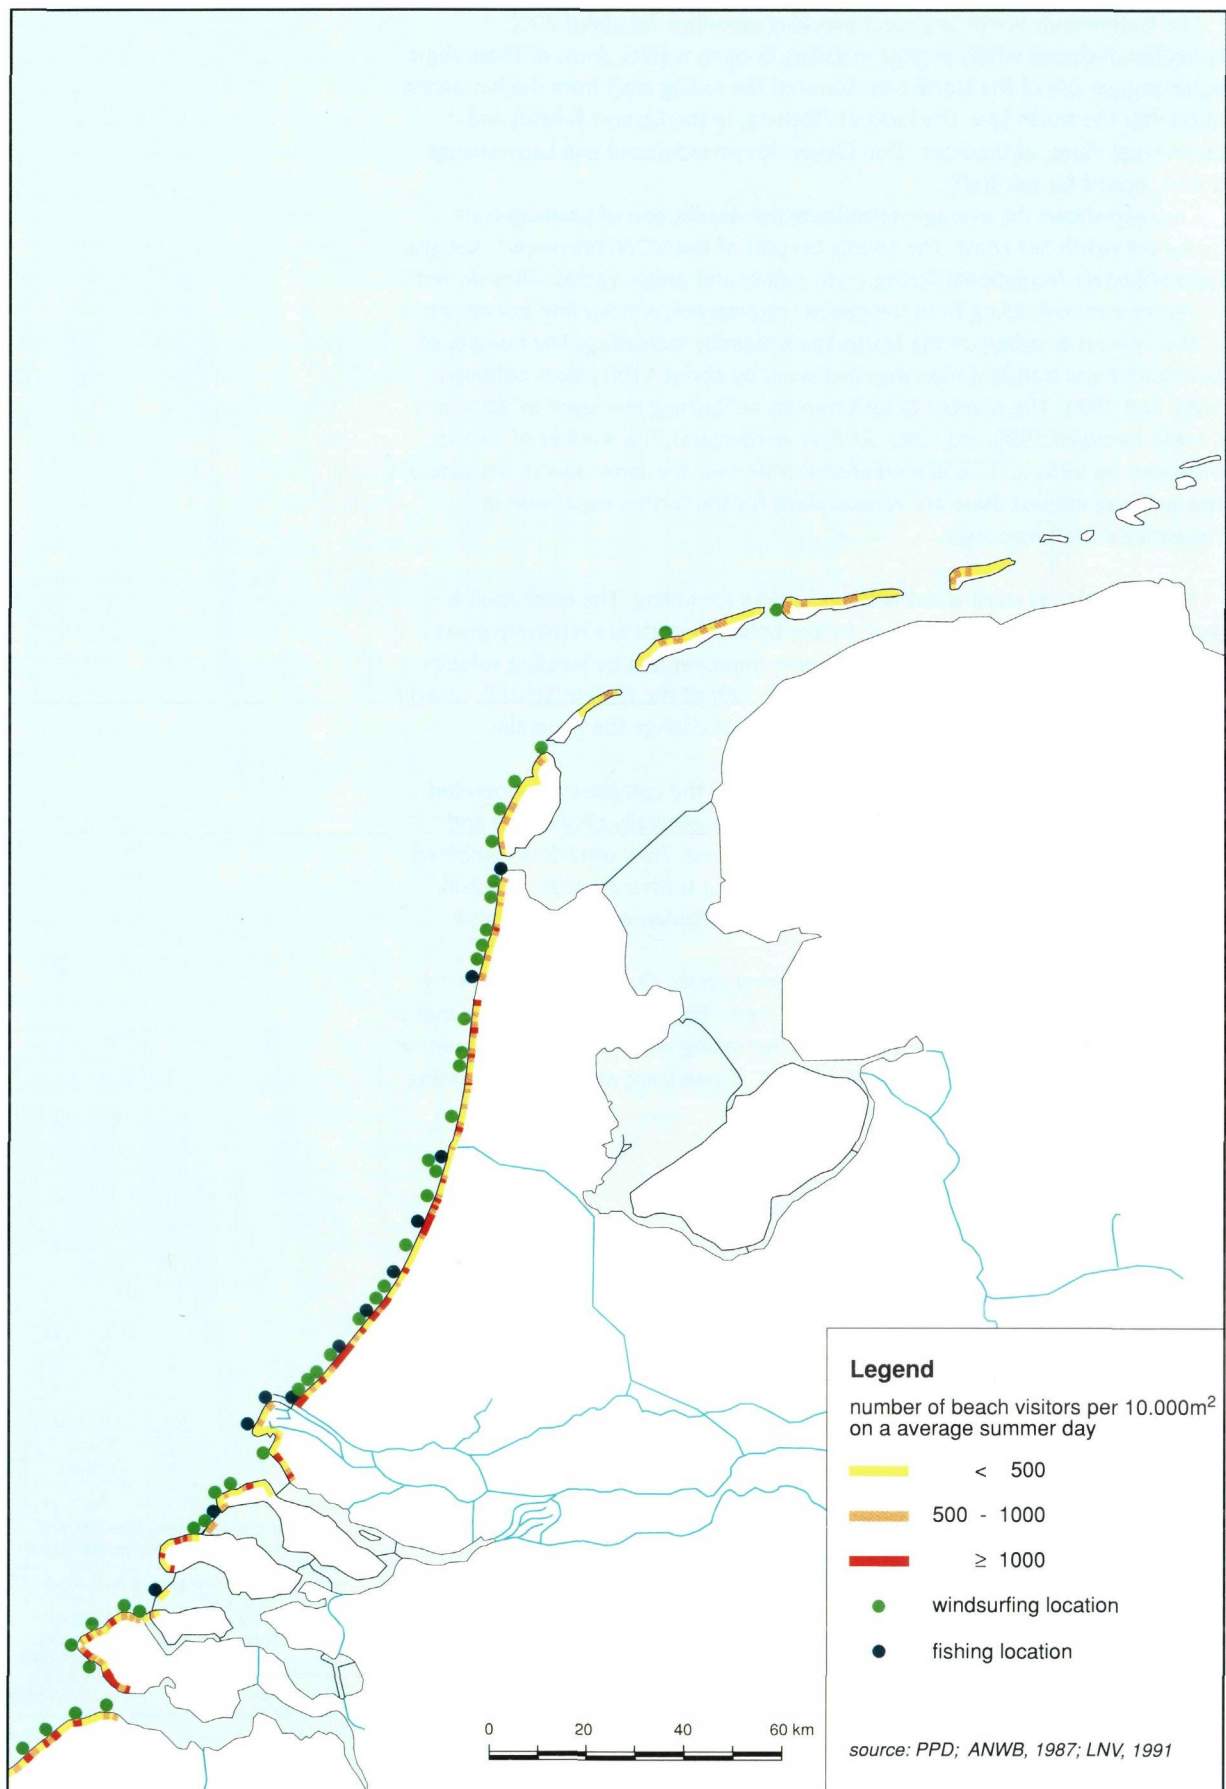 Legend
number of beach visitors per 10.000m²
on a average summer day
< 500
500 - 1000
≥ 1000
windsurfing location
fishing location
0 20 40 60 km
source: PPD; ANWB, 1987; LNV, 1991